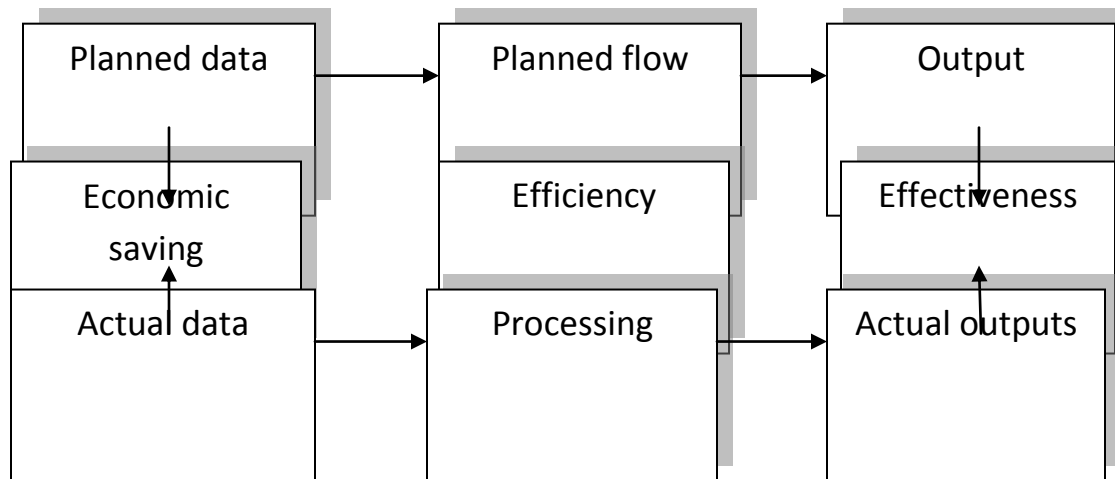 Planned data
Planned flow
Output
Economic
saving
Efficiency
Effectiveness
Actual data
Processing
Actual outputs